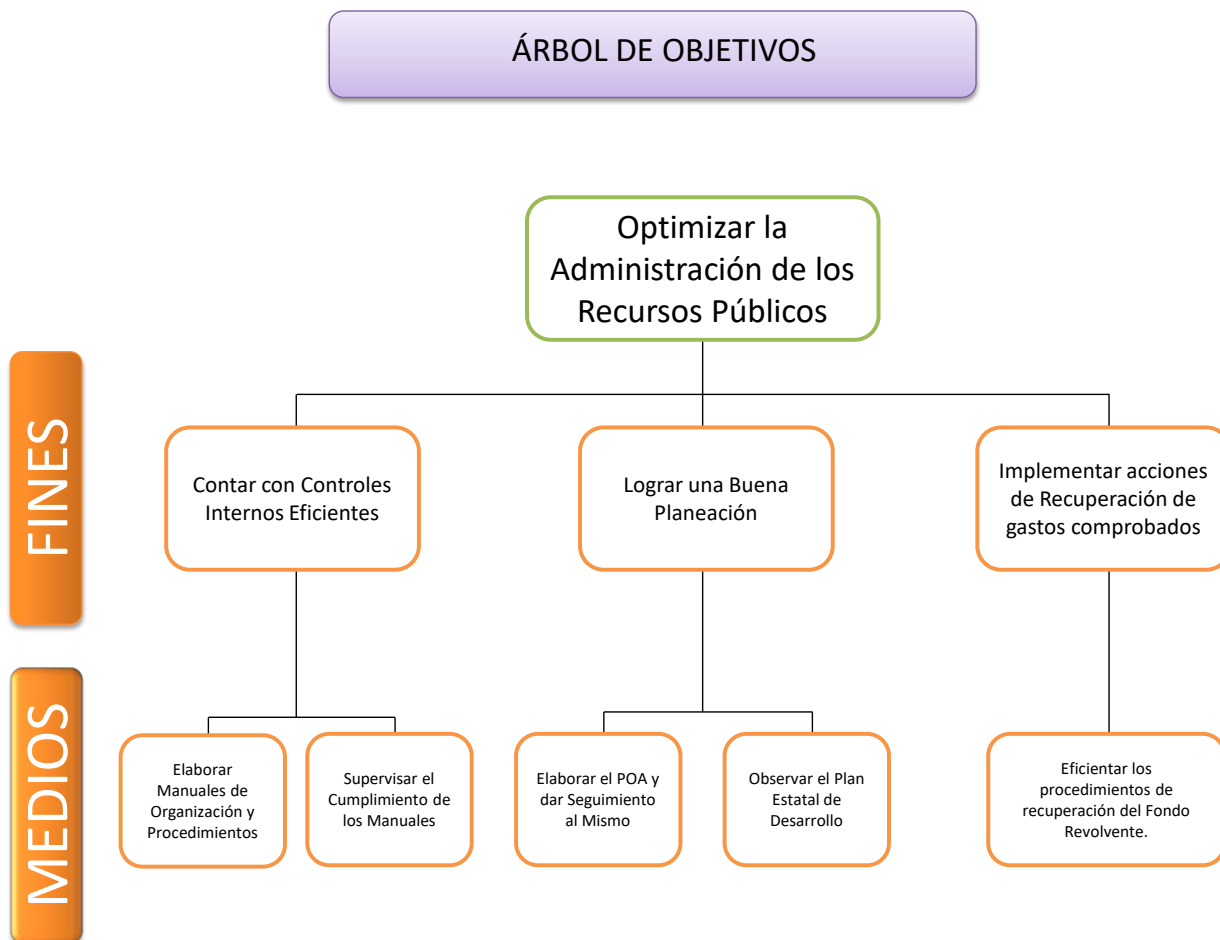 ÁRBOL DE OBJETIVOS
Optimizar la
Administración de los
Recursos Públicos
FINES
Contar con Controles
Internos Eficientes
Lograr una Buena
Planeación
Implementar acciones
de Recuperación de
gastos comprobados
MEDIOS
Elaborar
Manuales de
Organización y
Procedimientos
Supervisar el
Cumplimiento de
los Manuales
Elaborar el POA y
dar Seguimiento
al Mismo
Observar el Plan
Estatal de
Desarrollo
Eficientar los
procedimientos de
recuperación del Fondo
Revolvente.